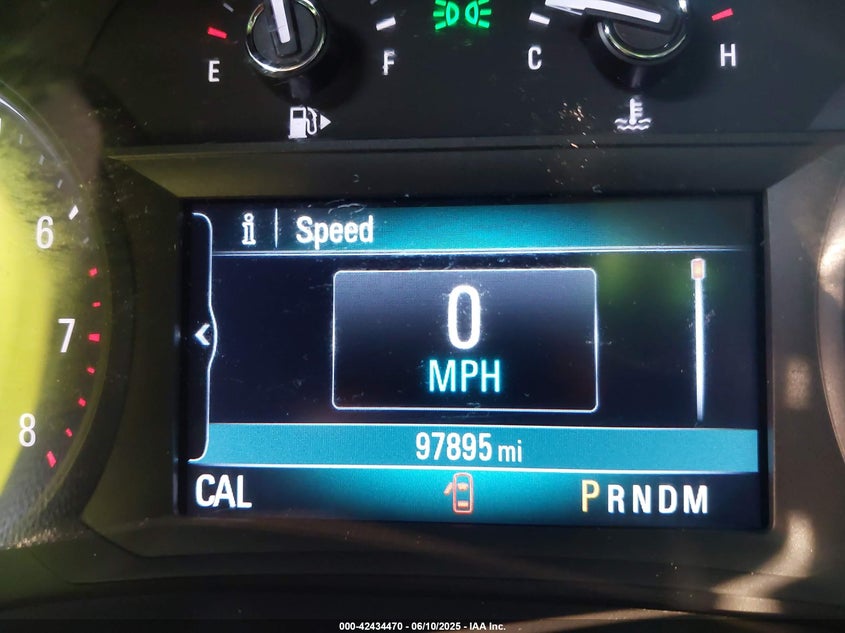 E F C H
6
7
8
i Speed
0
MPH
97895 mi
CAL PRNDM
000-42434470 - 06/10/2025 - IAA Inc.